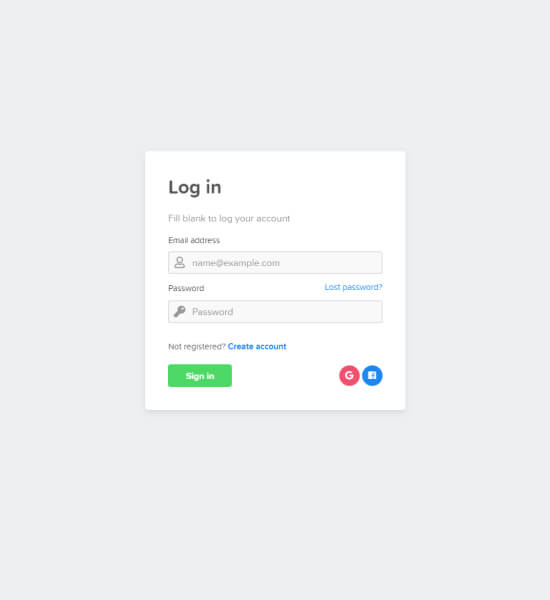 Log in
Fill blank to log your account
Email address
name@example.com
Password Lost password?
Password
Not registered? Create account
Sign in G